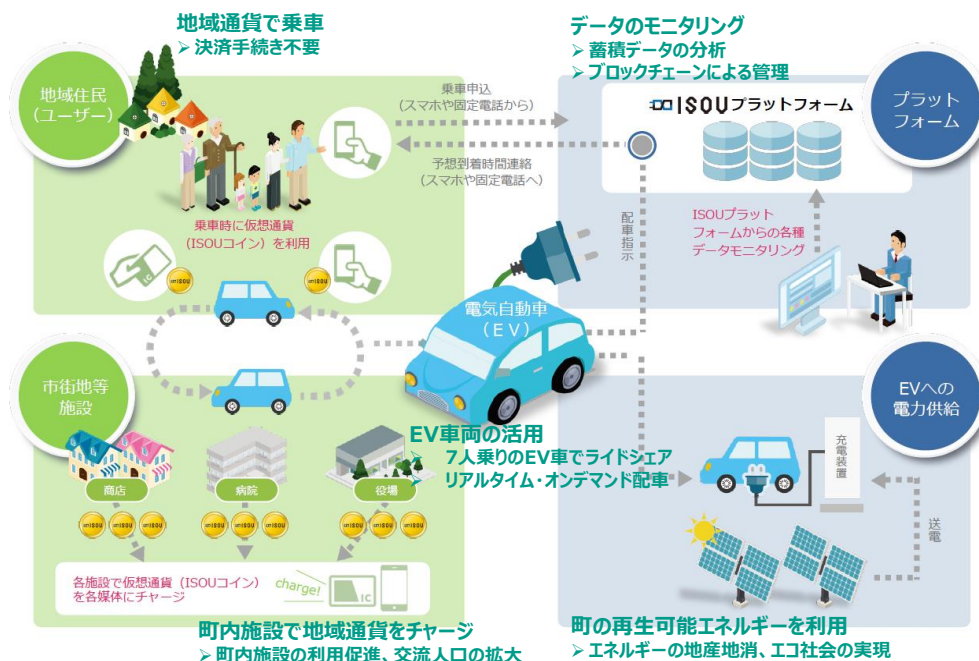 地域通貨で乗車
➢ 決済手続き不要
データのモニタリング
➢ 蓄積データの分析
➢ ブロックチェーンによる管理
地域住民
(ユーザー)
乗車申込
(スマホや固定電話から)
予想到着時間連絡
(スマホや固定電話へ)
乗車時に仮想通貨
(ISOUコイン)を利用
IC
ISOU
ISOU
ISOUプラットフォーム
プラット
フォーム
配車指示
ISOUプラット
フォームからの各種
データモニタリング
電気自動車
(EV)
市街地等
施設
商店
病院
役場
ISOU ISOU ISOU
ISOU ISOU ISOU
ISOU ISOU ISOU
各施設で仮想通貨(ISOUコイン)
を各媒体にチャージ
charge!
IC
町内施設で地域通貨をチャージ
➢ 町内施設の利用促進、交流人口の拡大
EV車両の活用
➢ 7人乗りのEV車でライドシェア
➢ リアルタイム・オンデマンド配車
EVへの
電力供給
充電装置
送電
町の再生可能エネルギーを利用
➢ エネルギーの地産地消、エコ社会の実現